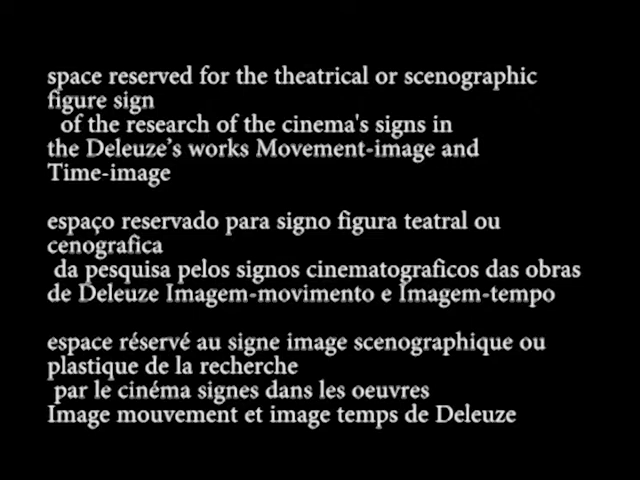 space reserved for the theatrical or scenographic
figure sign
of the research of the cinema's signs in
the Deleuze's works Movement-image and
Time-image
espaço reservado para signo figura teatral ou
cenografica
da pesquisa pelos signos cinematograficos das obras
de Deleuze Imagem-movimento e Imagem-tempo
espace réservé au signe image scenographique ou
plastique de la recherche
par le cinéma signes dans les oeuvres
Image mouvement et image temps de Deleuze